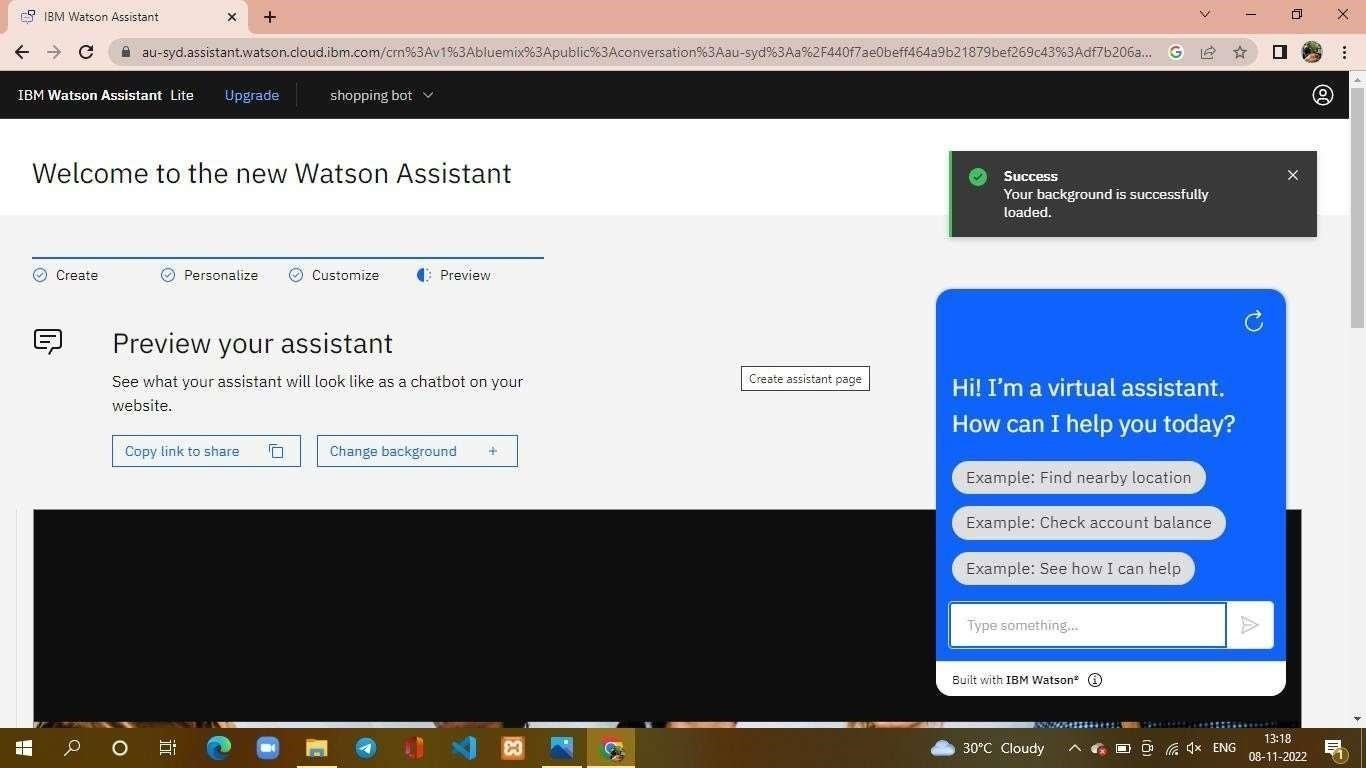 IBM Watson Assistant
au-syd.assistant.watson.cloud.ibm.com/crn%3Av1%3Abluemix%3Apublic%3Aconversation%3Aau-syd%3Aa%2F440f7ae0beff464a9b21879bef269c43%3Adf7b206a...
IBM Watson Assistant Lite
Upgrade
shopping bot
Welcome to the new Watson Assistant
Success
Your background is successfully
loaded.
Create
Personalize
Customize
Preview
Preview your assistant
See what your assistant will look like as a chatbot on your
website.
Create assistant page
Copy link to share
Change background
Hi! I'm a virtual assistant.
How can I help you today?
Example: Find nearby location
Example: Check account balance
Example: See how I can help
Type something...
Built with IBM Watson®
30°C Cloudy
ENG
13:18
08-11-2022
1